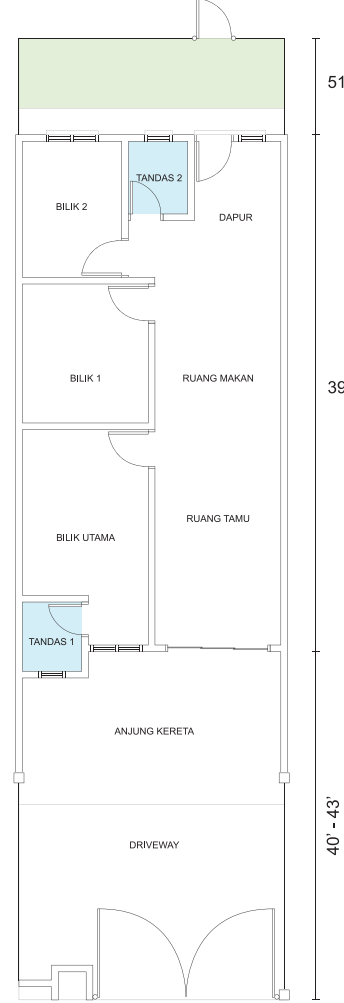 51
TANDAS 2
BILIK 2
DAPUR
BILIK 1
RUANG MAKAN
39
RUANG TAMU
BILIK UTAMA
TANDAS 1
ANJUNG KERETA
40' - 43'
DRIVEWAY